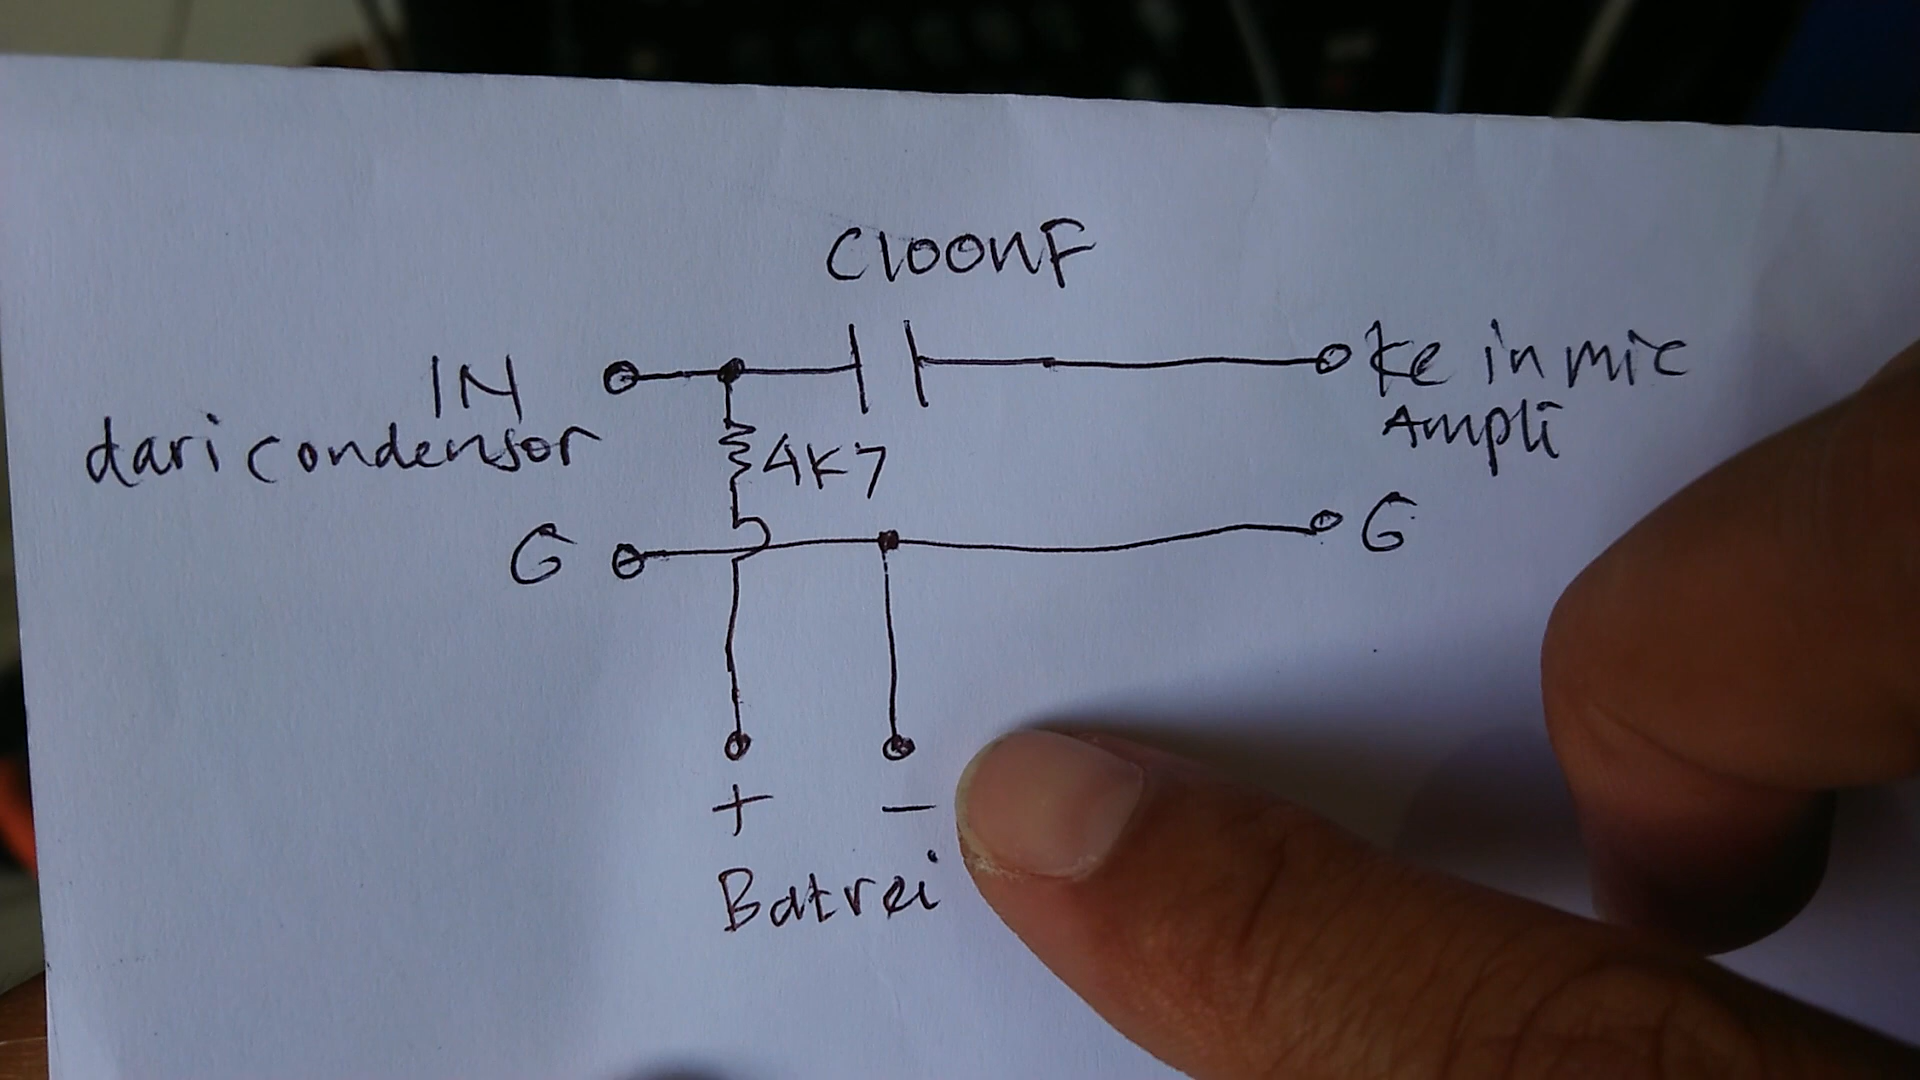 C100nF
IN
dari condensor
ke in mic
Ampli
4K7
G
G
+ -
Batrei